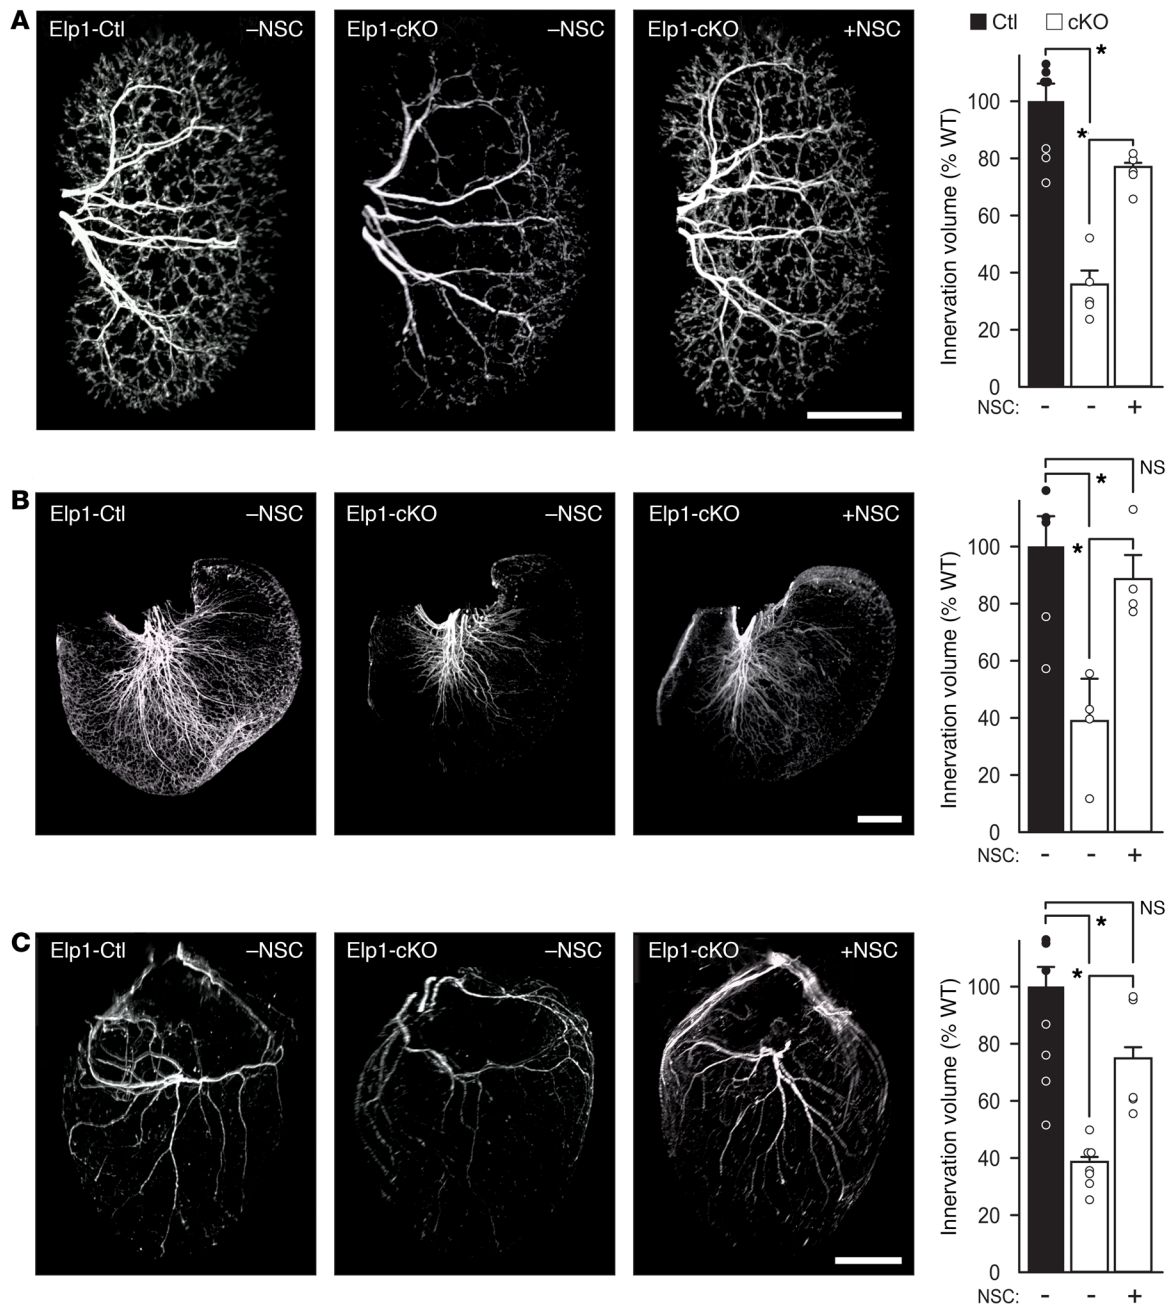 A
Elp1-Ctl –NSC
Elp1-cKO –NSC
Elp1-cKO +NSC
Ctl cKO
Innervation volume (% WT)
100
80
60
40
20
0
*
*
NSC: - - +
B
Elp1-Ctl –NSC
Elp1-cKO –NSC
Elp1-cKO +NSC
Innervation volume (% WT)
100
80
60
40
20
0
NS
*
*
NSC: - - +
C
Elp1-Ctl –NSC
Elp1-cKO –NSC
Elp1-cKO +NSC
Innervation volume (% WT)
100
80
60
40
20
0
NS
*
*
NSC: - - +